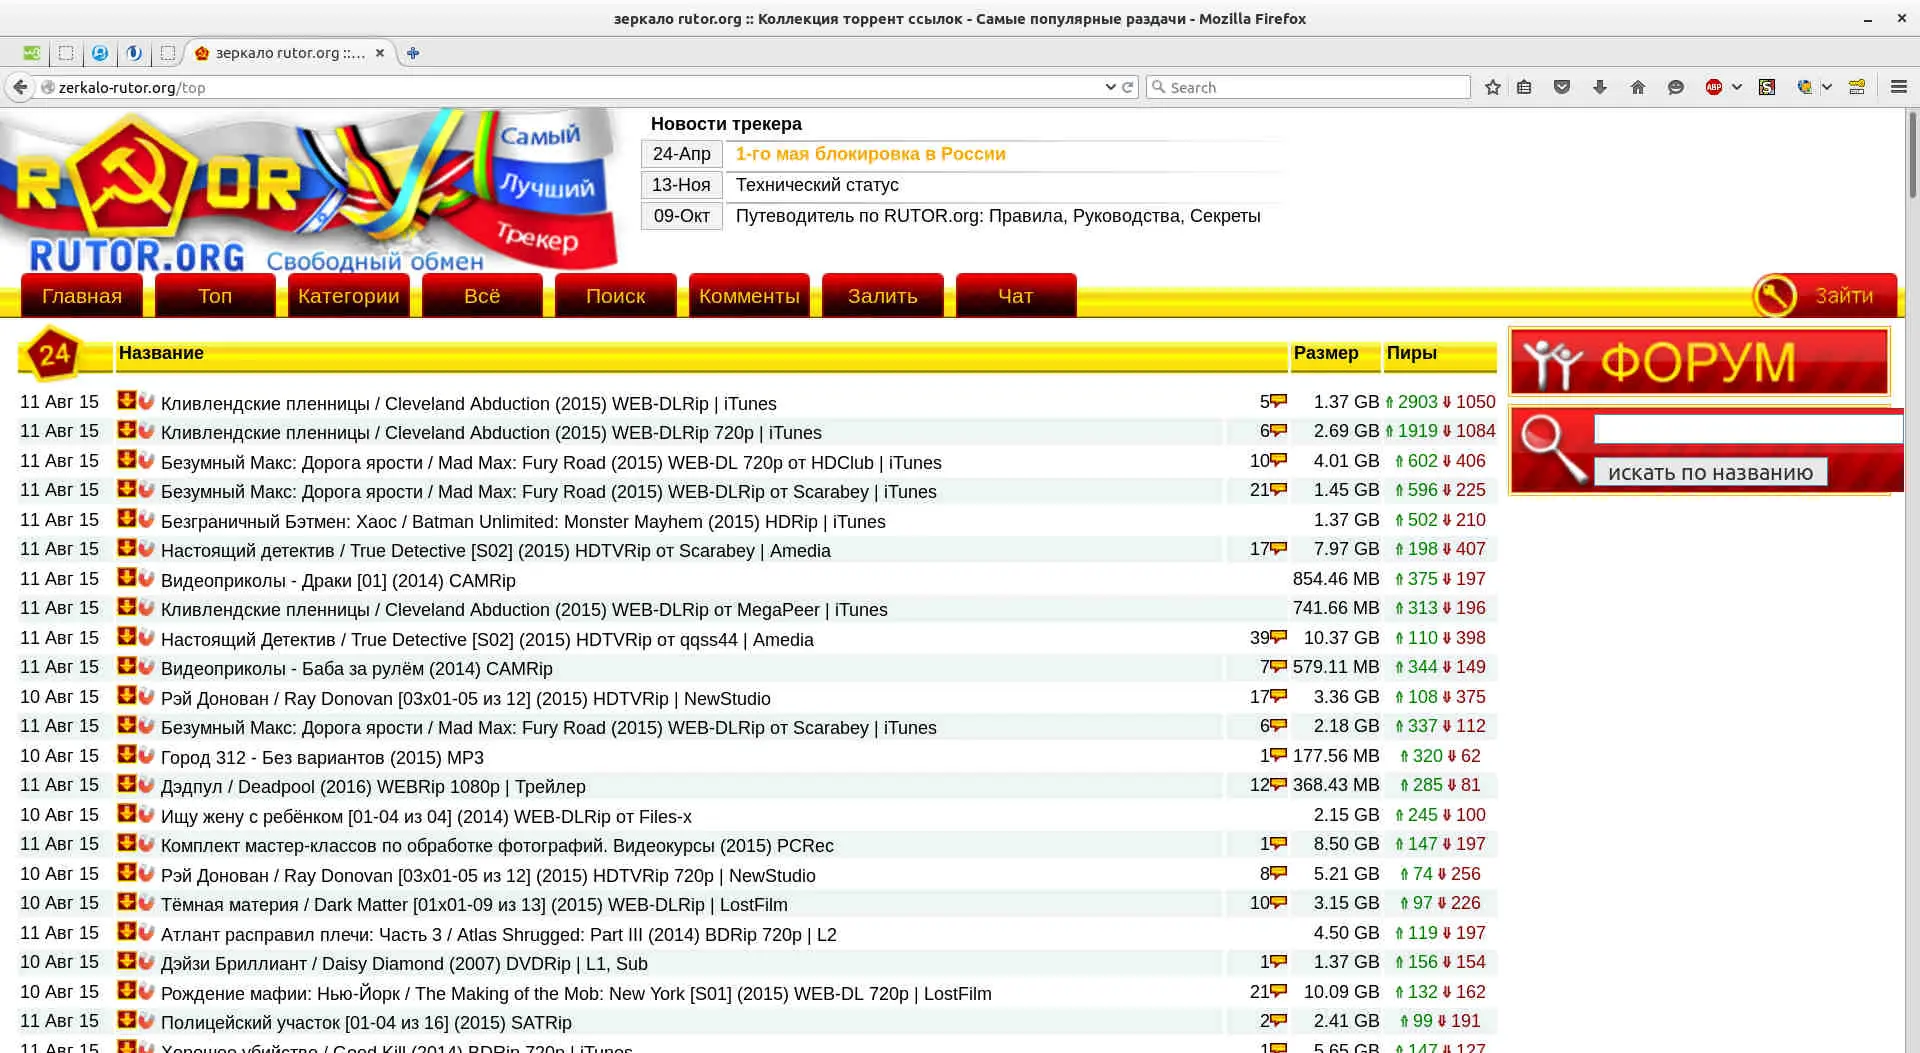 зеркало rutor.org :: Коллекция торрент ссылок - Самые популярные раздачи - Mozilla Firefox
зеркало rutor.org ::...
zerkalo-rutor.org/top
Search
ABP
R OR
Самый
Лучший
Трекер
RUTOR.ORG Свободный обмен
Новости трекера
24-Апр 1-го мая блокировка в России
13-Ноя Технический статус
09-Окт Путеводитель по RUTOR.org: Правила, Руководства, Секреты
Главная Топ Категории Всё Поиск Комменты Залить Чат Зайти
24 Название Размер Пиры
ФОРУМ
искать по названию
11 Авг 15 Кливлендские пленницы / Cleveland Abduction (2015) WEB-DLRip | iTunes 5 1.37 GB 2903 1050
11 Авг 15 Кливлендские пленницы / Cleveland Abduction (2015) WEB-DLRip 720p | iTunes 6 2.69 GB 1919 1084
11 Авг 15 Безумный Макс: Дорога ярости / Mad Max: Fury Road (2015) WEB-DL 720p от HDClub | iTunes 10 4.01 GB 602 406
11 Авг 15 Безумный Макс: Дорога ярости / Mad Max: Fury Road (2015) WEB-DLRip от Scarabey | iTunes 21 1.45 GB 596 225
11 Авг 15 Безграничный Бэтмен: Хаос / Batman Unlimited: Monster Mayhem (2015) HDRip | iTunes 1.37 GB 502 210
11 Авг 15 Настоящий детектив / True Detective [S02] (2015) HDTVRip от Scarabey | Amedia 17 7.97 GB 198 407
11 Авг 15 Видеоприколы - Драки [01] (2014) CAMRip 854.46 MB 375 197
11 Авг 15 Кливлендские пленницы / Cleveland Abduction (2015) WEB-DLRip от MegaPeer | iTunes 741.66 MB 313 196
11 Авг 15 Настоящий Детектив / True Detective [S02] (2015) HDTVRip от qqss44 | Amedia 39 10.37 GB 110 398
11 Авг 15 Видеоприколы - Баба за рулём (2014) CAMRip 7 579.11 MB 344 149
10 Авг 15 Рэй Донован / Ray Donovan [03x01-05 из 12] (2015) HDTVRip | NewStudio 17 3.36 GB 108 375
11 Авг 15 Безумный Макс: Дорога ярости / Mad Max: Fury Road (2015) WEB-DLRip от Scarabey | iTunes 6 2.18 GB 337 112
10 Авг 15 Город 312 - Без вариантов (2015) MP3 1 177.56 MB 320 62
11 Авг 15 Дэдпул / Deadpool (2016) WEBRip 1080p | Трейлер 12 368.43 MB 285 81
10 Авг 15 Ищу жену с ребёнком [01-04 из 04] (2014) WEB-DLRip от Files-x 2.15 GB 245 100
11 Авг 15 Комплект мастер-классов по обработке фотографий. Видеокурсы (2015) PCRec 1 8.50 GB 147 197
10 Авг 15 Рэй Донован / Ray Donovan [03x01-05 из 12] (2015) HDTVRip 720p | NewStudio 8 5.21 GB 74 256
10 Авг 15 Тёмная материя / Dark Matter [01x01-09 из 13] (2015) WEB-DLRip | LostFilm 10 3.15 GB 97 226
11 Авг 15 Атлант расправил плечи: Часть 3 / Atlas Shrugged: Part III (2014) BDRip 720p | L2 4.50 GB 119 197
10 Авг 15 Дэйзи Бриллиант / Daisy Diamond (2007) DVDRip | L1, Sub 1 1.37 GB 156 154
10 Авг 15 Рождение мафии: Нью-Йорк / The Making of the Mob: New York [S01] (2015) WEB-DL 720p | LostFilm 21 10.09 GB 132 162
11 Авг 15 Полицейский участок [01-04 из 16] (2015) SATRip 2 2.41 GB 99 191
11 Авг 15 Хорошее убийство / Good Kill (2014) BDRip 720p | iTunes 1 5.65 GB 147 127